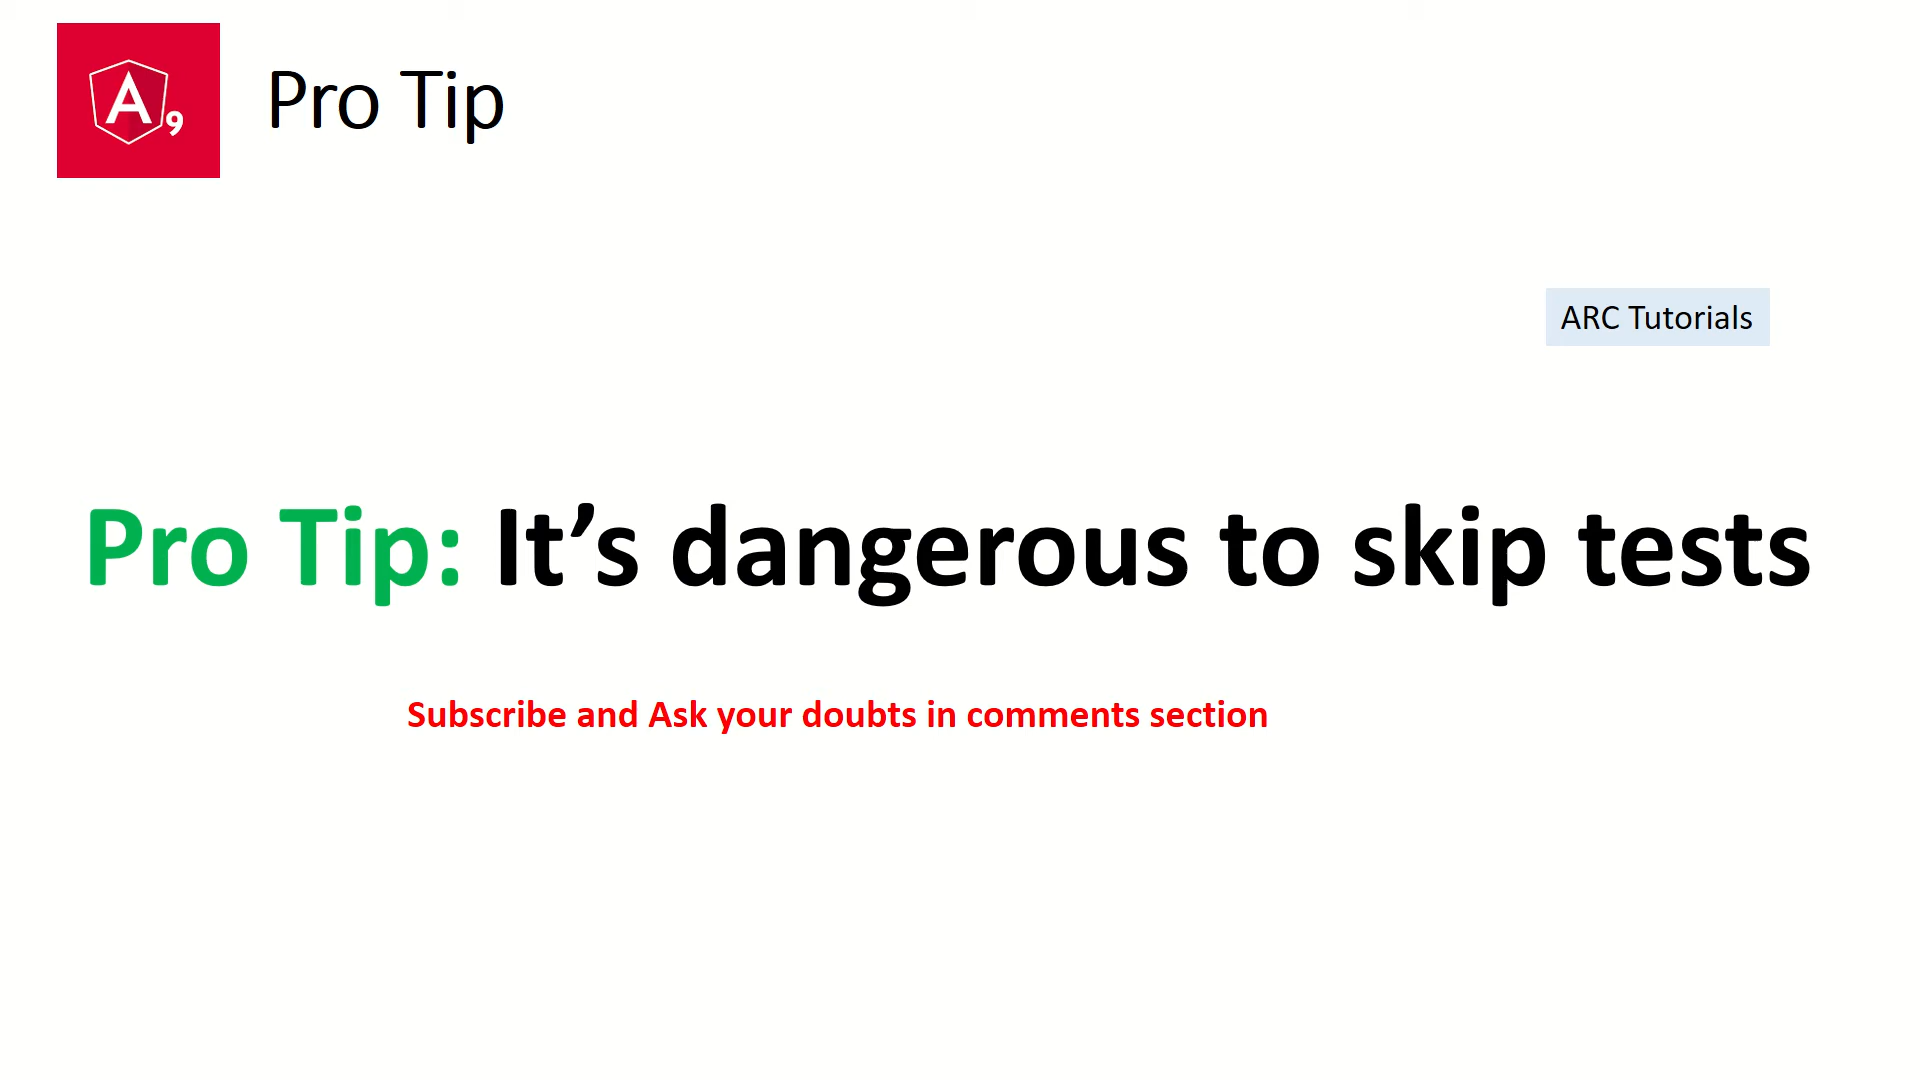 A9
Pro Tip
ARC Tutorials
Pro Tip: It’s dangerous to skip tests
Subscribe and Ask your doubts in comments section